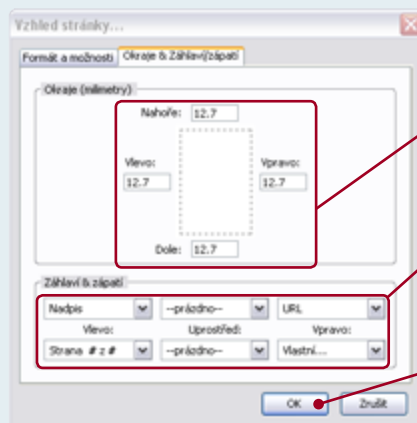 Vzhled stránky...
Formát a možnosti Okraje & Záhlaví/zápatí
Okraje (milimetry)
Nahoře: 12.7
Vlevo: Vpravo:
12.7 12.7
Dole: 12.7
Záhlaví & zápatí
Nadpis --prázdno-- URL
Vlevo: Uprostřed: Vpravo:
Strana # z # --prázdno-- Vlastní...
OK Zrušit